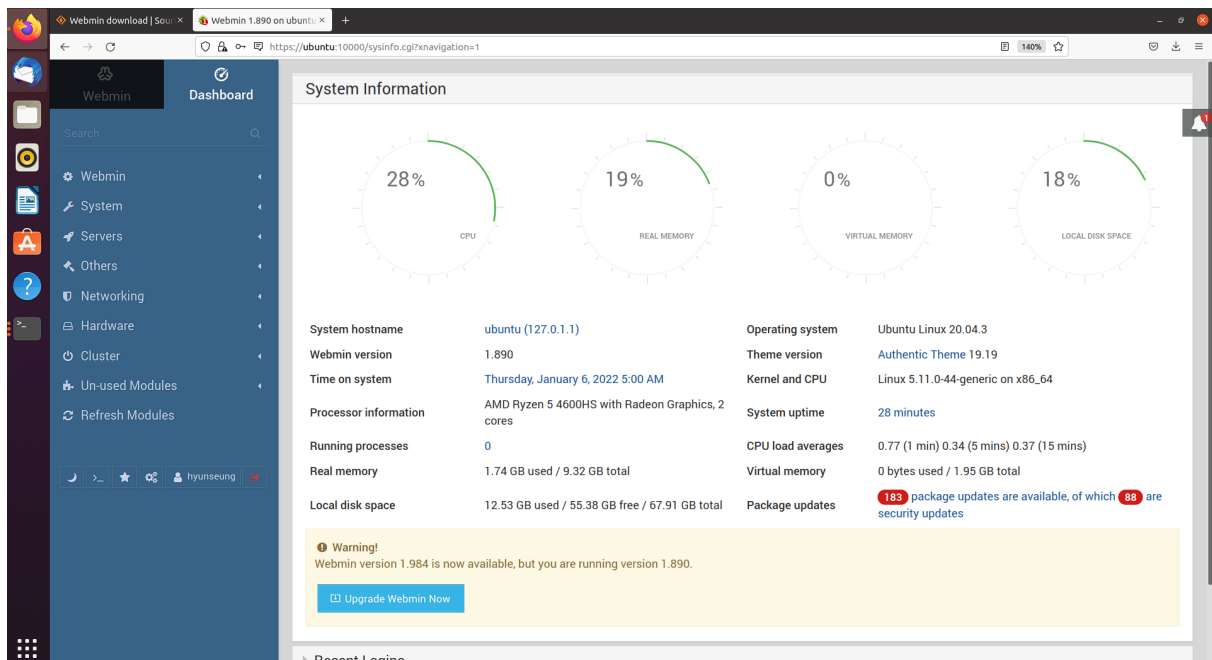 Webmin download | Sour
Webmin 1.890 on ubuntu
https://ubuntu:10000/sysinfo.cgi?xnavigation=1
140%
Webmin
Dashboard
Search
Webmin
System
Servers
Others
Networking
Hardware
Cluster
Un-used Modules
Refresh Modules
hyunseung
System Information
1
28%
CPU
19%
REAL MEMORY
0%
VIRTUAL MEMORY
18%
LOCAL DISK SPACE
System hostname ubuntu (127.0.1.1) Operating system Ubuntu Linux 20.04.3
Webmin version 1.890 Theme version Authentic Theme 19.19
Time on system Thursday, January 6, 2022 5:00 AM Kernel and CPU Linux 5.11.0-44-generic on x86_64
Processor information AMD Ryzen 5 4600HS with Radeon Graphics, 2
cores System uptime 28 minutes
Running processes 0 CPU load averages 0.77 (1 min) 0.34 (5 mins) 0.37 (15 mins)
Real memory 1.74 GB used / 9.32 GB total Virtual memory 0 bytes used / 1.95 GB total
Local disk space 12.53 GB used / 55.38 GB free / 67.91 GB total Package updates 183 package updates are available, of which 88 are
security updates
Warning!
Webmin version 1.984 is now available, but you are running version 1.890.
Upgrade Webmin Now
Recent Logins